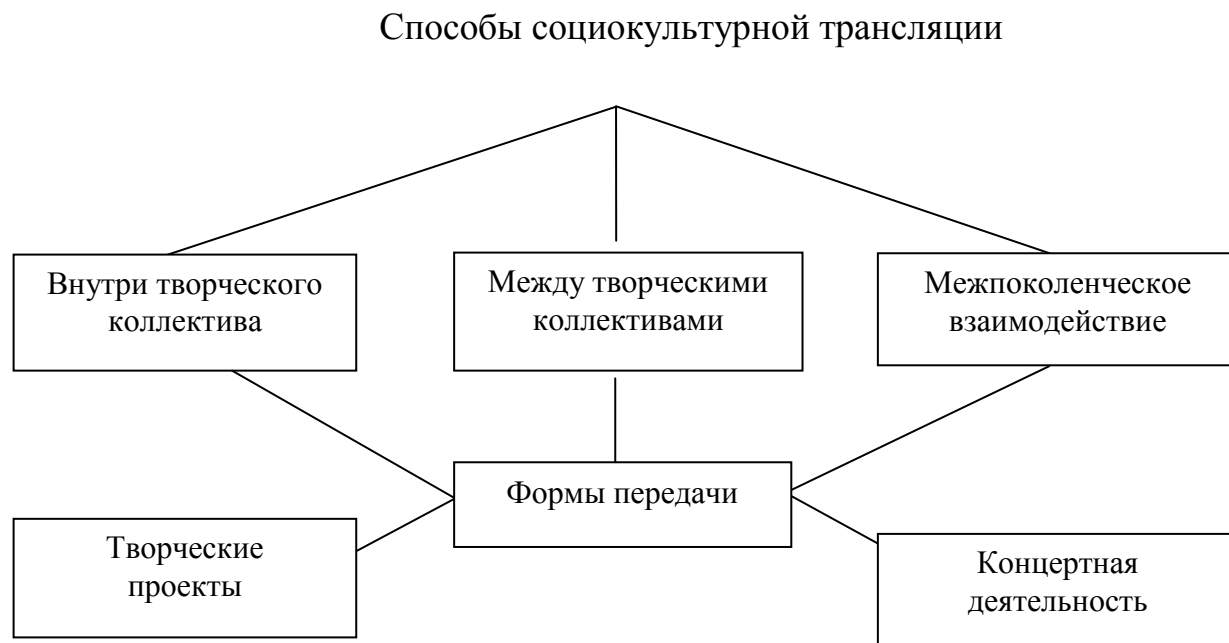 Способы социокультурной трансляции
Внутри творческого
коллектива
Между творческими
коллективами
Межпоколенческое
взаимодействие
Формы передачи
Творческие
проекты
Концертная
деятельность